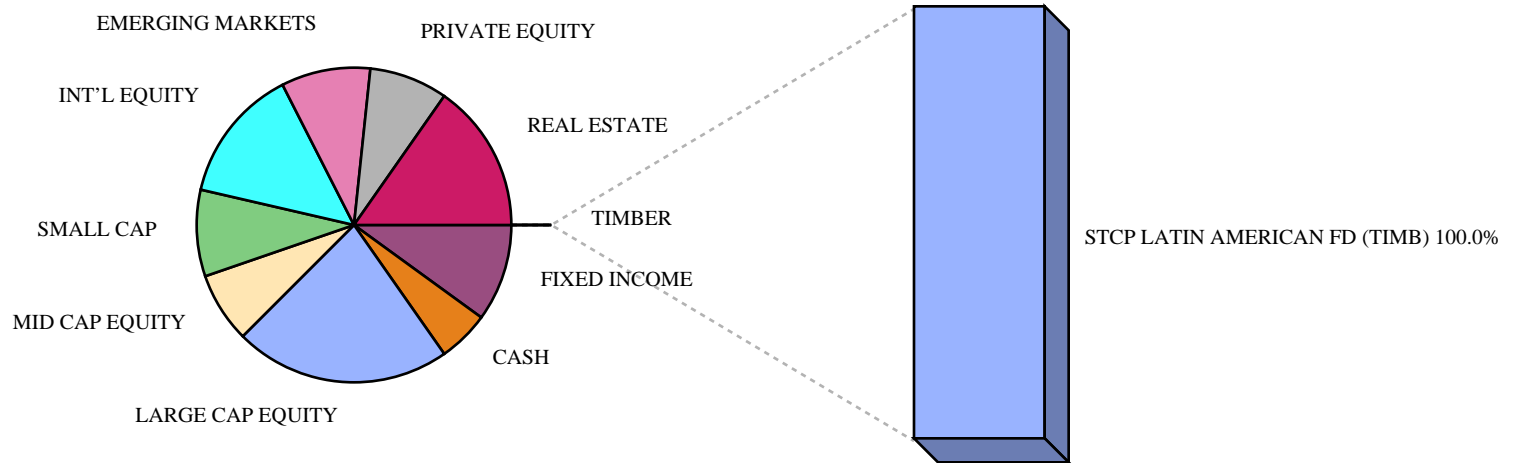 EMERGING MARKETS
PRIVATE EQUITY
INT'L EQUITY
REAL ESTATE
SMALL CAP
TIMBER
STCP LATIN AMERICAN FD (TIMB) 100.0%
FIXED INCOME
MID CAP EQUITY
CASH
LARGE CAP EQUITY